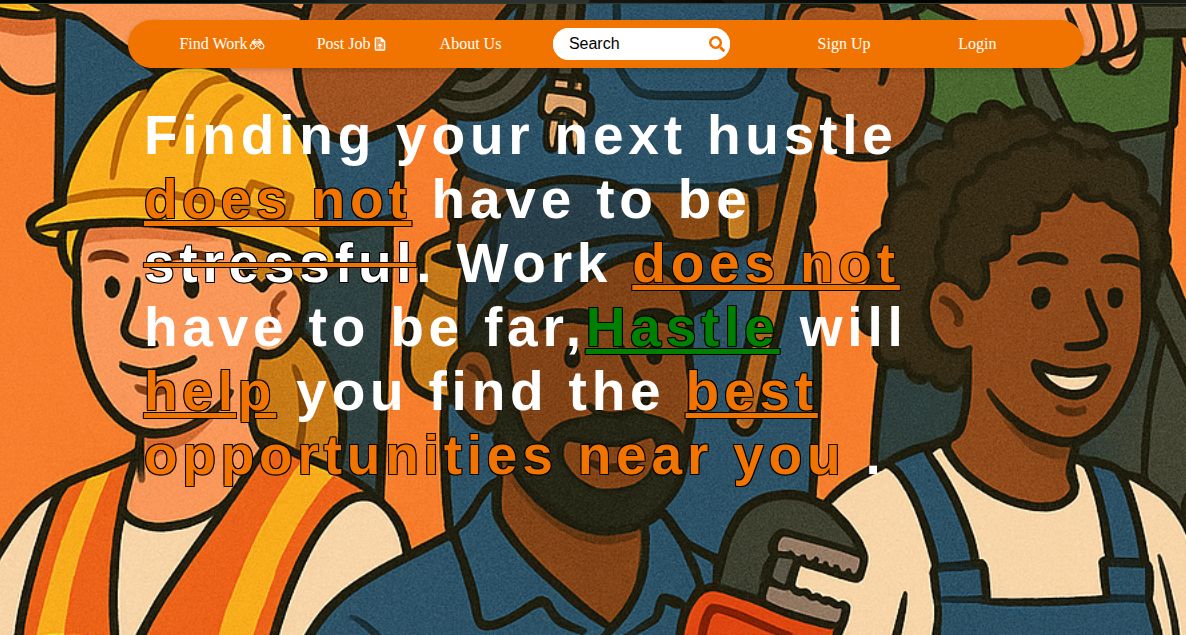 Find Work Post Job About Us Search Sign Up Login
Finding your next hustle
does not have to be
stressful. Work does not
have to be far,Hastle will
help you find the best
opportunities near you .